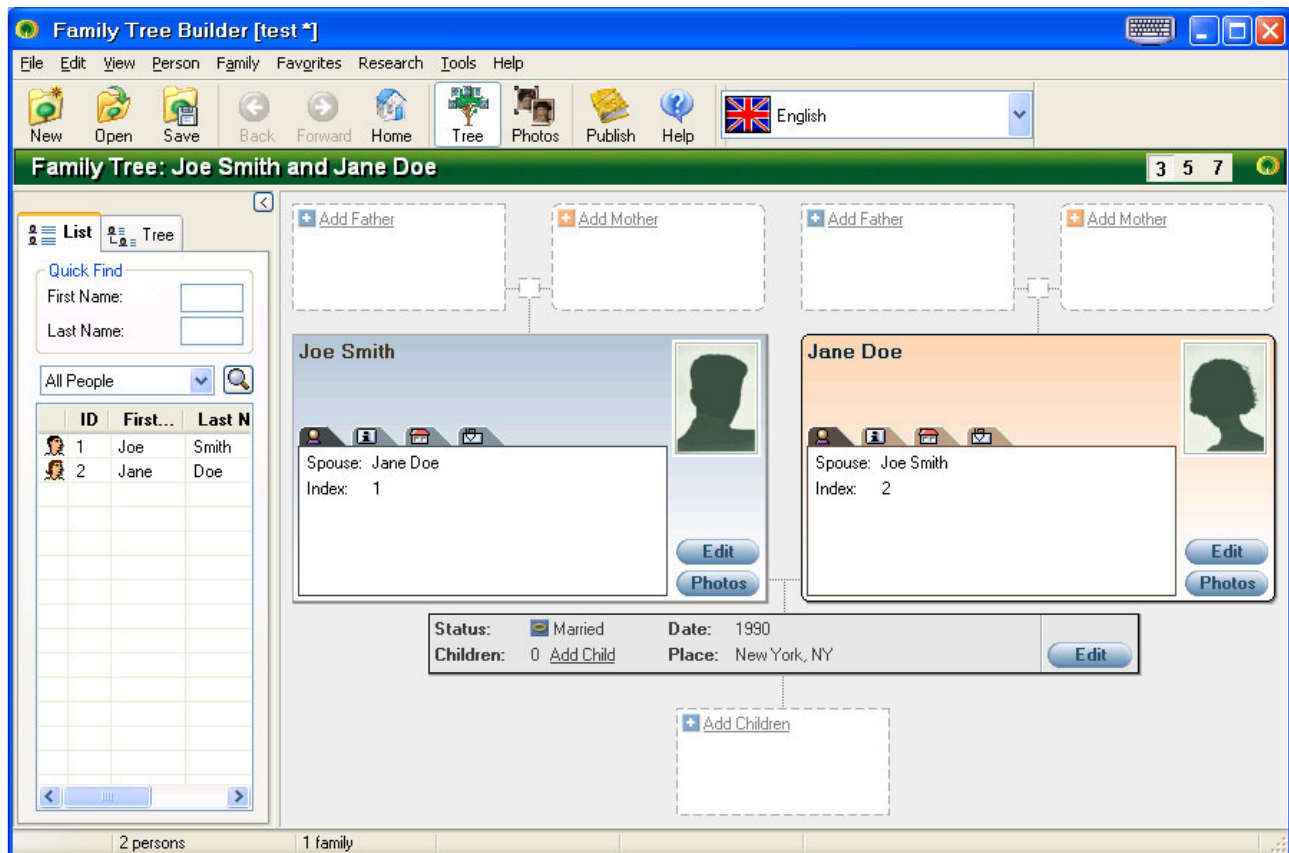 Family Tree Builder [test *]
File Edit View Person Family Favorites Research Tools Help
New Open Save Back Forward Home Tree Photos Publish Help English
Family Tree: Joe Smith and Jane Doe 3 5 7
List Tree
Quick Find
First Name:
Last Name:
All People
ID First... Last N
1 Joe Smith
2 Jane Doe
Add Father Add Mother Add Father Add Mother
Joe Smith
Spouse: Jane Doe
Index: 1
Edit
Photos
Jane Doe
Spouse: Joe Smith
Index: 2
Edit
Photos
Status: Married Date: 1990
Children: 0 Add Child Place: New York, NY
Edit
Add Children
2 persons 1 family